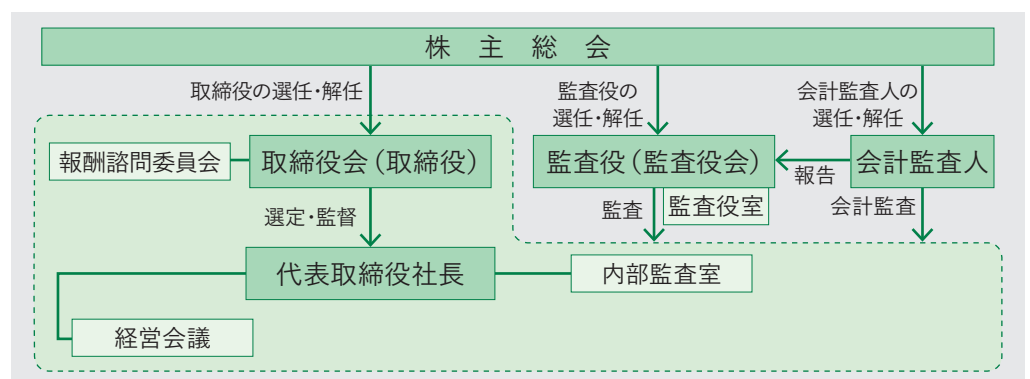 株主総会
取締役の選任・解任
監査役の
選任・解任
会計監査人の
選任・解任
報酬諮問委員会
取締役会（取締役）
監査役（監査役会）
会計監査人
報告
選定・監督
監査
監査役室
会計監査
代表取締役社長
内部監査室
経営会議